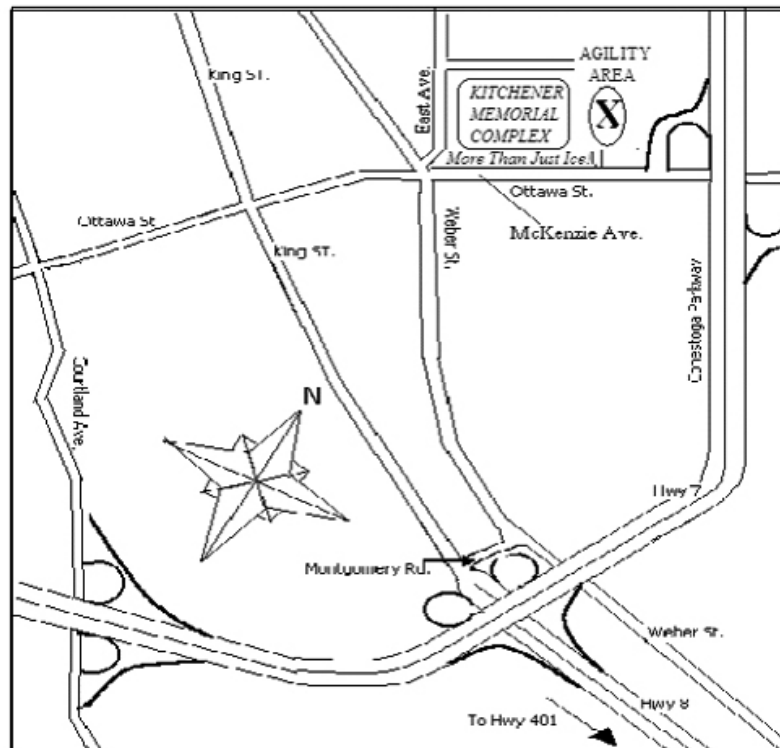 AGILITY
AREA
King ST.
East Ave.
KITCHENER
MEMORIAL
COMPLEX
X
More Than Just Ice!
Ottawa St.
Ottawa St
McKenzie Ave.
King ST.
Weber St.
Conestoga Parkway
Courtland Ave.
N
Hwy 7
Montgomery Rd.
Weber St.
Hwy 8
To Hwy 401